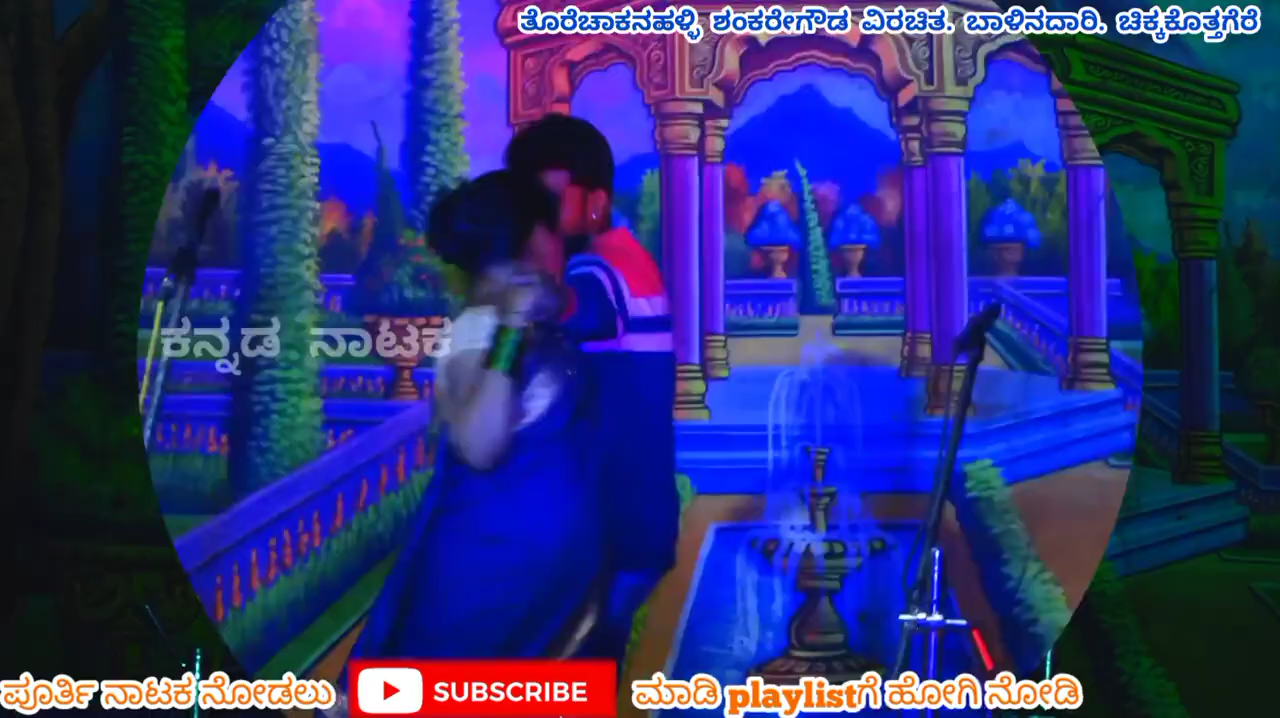 ತೊರೆಚಾಕನಹಳ್ಳಿ ಶಂಕರೇಗೌಡ ವಿರಚಿತ. ಬಾಳಿನದಾರಿ. ಚಿಕ್ಕಕೊತ್ತಗೆರೆ
ಕನ್ನಡ ನಾಟಕ
ಪೂರ್ತಿ ನಾಟಕ ನೋಡಲು SUBSCRIBE ಮಾಡಿ playlistಗೆ ಹೋಗಿ ನೋಡಿ